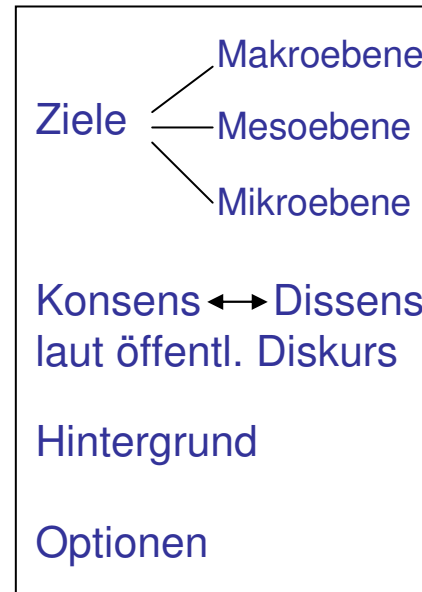 Makroebene
Ziele
Mesoebene
Mikroebene
Konsens ↔ Dissens
laut öffentl. Diskurs
Hintergrund
Optionen